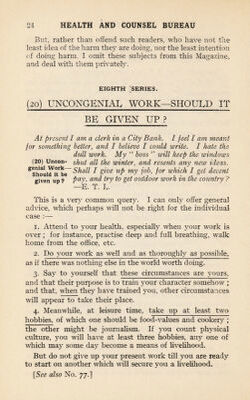 24 HEALTH AND COUNSEL BUREAU
But, rather than offend such readers, who have not the
least idea of the harm they are doing, nor the least intention
of doing harm, I omit these subjects from this Magazine,
and deal with them privately.
EIGHTH SERIES.
(20) UNCONGENIAL WORK—SHOULD IT
BE GIVEN UP?
At present I am a clerk in a City Bank. I feel I am meant
for something better, and I believe I could write. I hate the
dull work. My "boss" will keep the windows
(20) Uncon-
genial Work—
Should it be
given up?
shut all the winter, and resents any new ideas.
Shall I give up my job, for which I get decent
pay, and try to get outdoor work in the country?
—E. T. L.
This is a very common query. I can only offer general
advice, which perhaps will not be right for the individual
case:—
1. Attend to your health, especially when your work is
over; for instance, practise deep and full breathing, walk
home from the office, etc.
2. Do your work as well and as thoroughly as possible,
as if there was nothing else in the world worth doing.
3. Say to yourself that these circumstances are yours,
and that their purpose is to train your character somehow;
and that, when they have trained you, other circumstances
will appear to take their place.
4. Meanwhile, at leisure time, take up at least two
hobbies, of which one should be food-values and cookery;
the other might be journalism. If you count physical
culture, you will have at least three hobbies, any one of
which may some day become a means of livelihood.
But do not give up your present work till you are ready
to start on another which will secure you a livelihood.
[See also No. 77.]